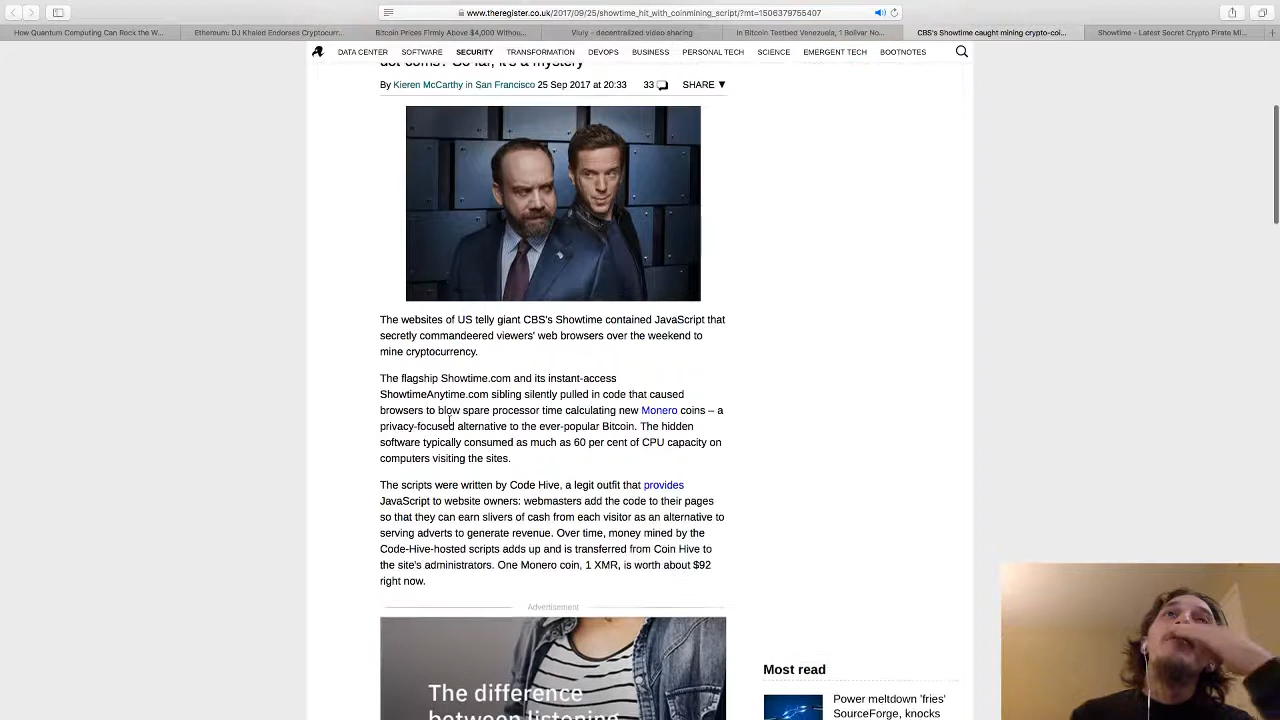 www.theregister.co.uk/2017/09/25/showtime_hit_with_coinmining_script/?mt=1506379755407
How Quantum Computing Can Rock the W...
Ethereum: DJ Khaled Endorses Cryptocurr...
Bitcoin Prices Firmly Above $4,000 Withou...
Viuly – decentralized video sharing
In Bitcoin Testbed Venezuela, 1 Bolivar No...
CBS's Showtime caught mining crypto-coi...
Showtime - Latest Secret Crypto Pirate Mi...
DATA CENTER SOFTWARE SECURITY TRANSFORMATION DEVOPS BUSINESS PERSONAL TECH SCIENCE EMERGENT TECH BOOTNOTES
dot-coms? So far, it's a mystery
By Kieren McCarthy in San Francisco 25 Sep 2017 at 20:33 33 SHARE ▼
The websites of US telly giant CBS's Showtime contained JavaScript that
secretly commandeered viewers' web browsers over the weekend to
mine cryptocurrency.
The flagship Showtime.com and its instant-access
ShowtimeAnytime.com sibling silently pulled in code that caused
browsers to blow spare processor time calculating new Monero coins – a
privacy-focused alternative to the ever-popular Bitcoin. The hidden
software typically consumed as much as 60 per cent of CPU capacity on
computers visiting the sites.
The scripts were written by Code Hive, a legit outfit that provides
JavaScript to website owners: webmasters add the code to their pages
so that they can earn slivers of cash from each visitor as an alternative to
serving adverts to generate revenue. Over time, money mined by the
Code-Hive-hosted scripts adds up and is transferred from Coin Hive to
the site's administrators. One Monero coin, 1 XMR, is worth about $92
right now.
Advertisement
The difference
between listening
Most read
Power meltdown 'fries'
SourceForge, knocks